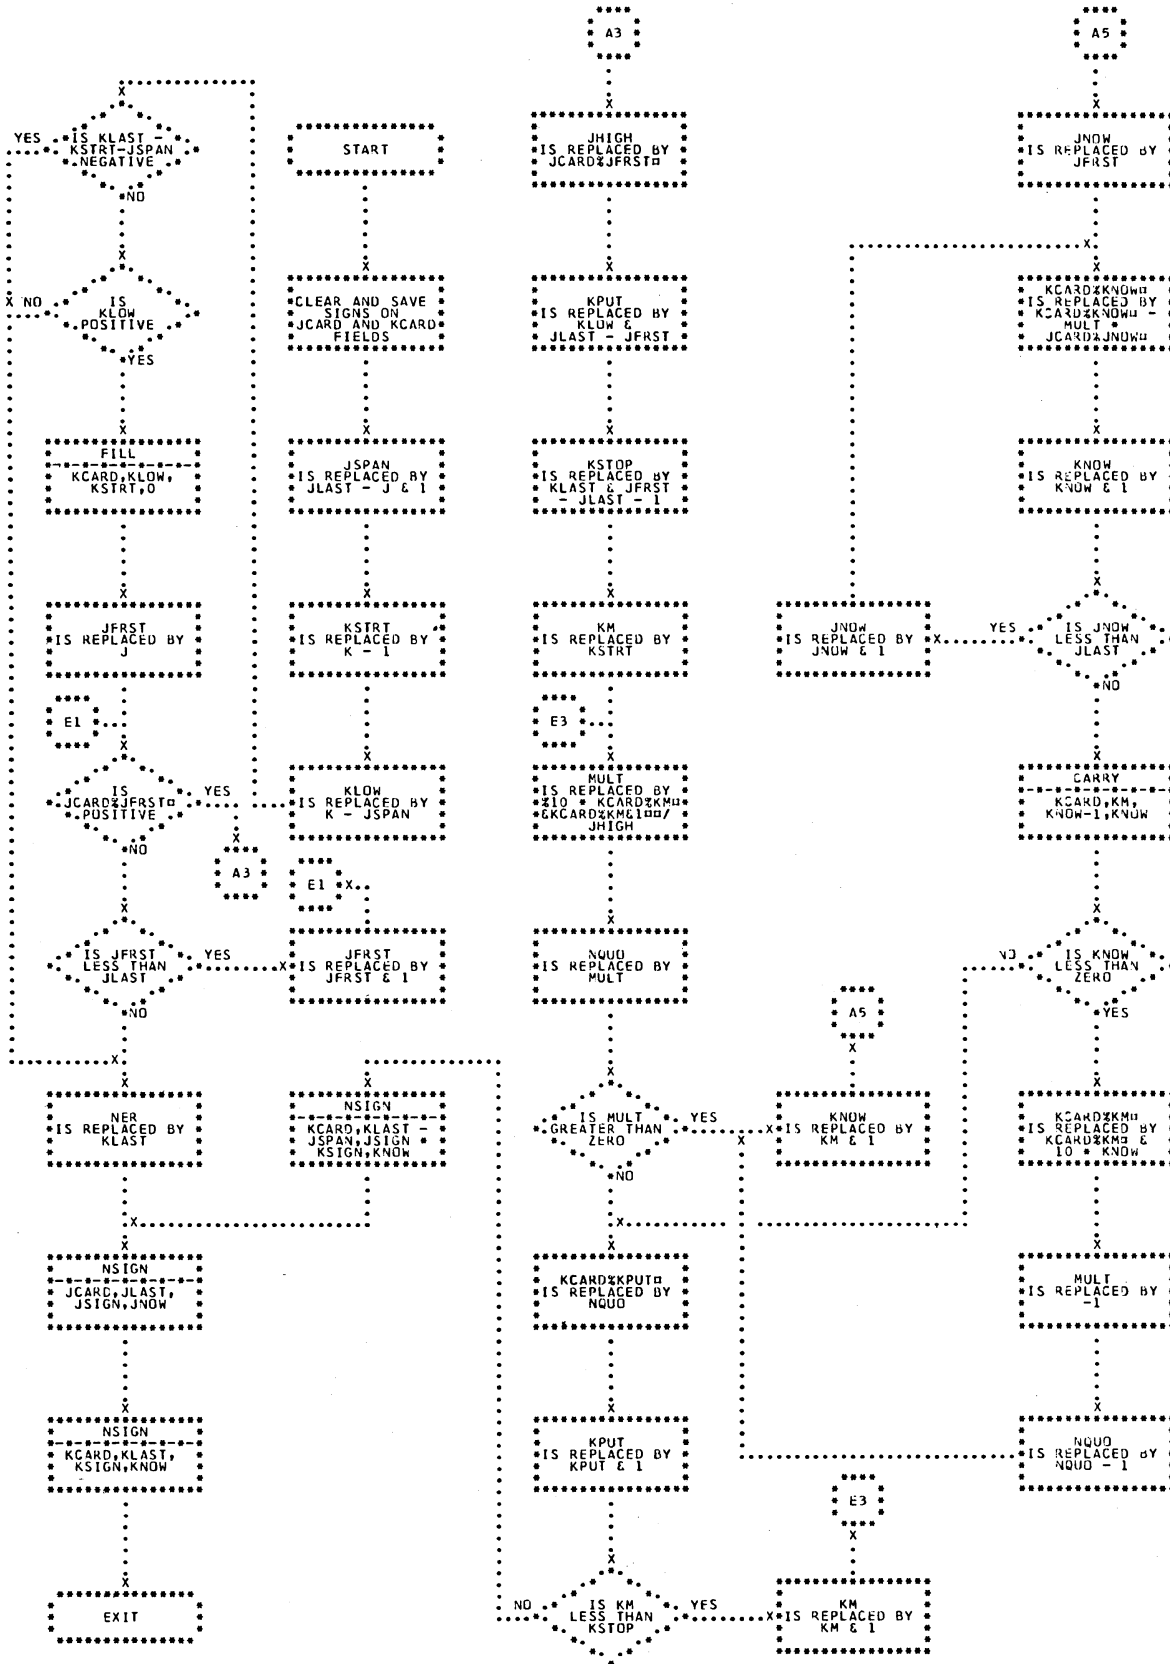 A3
A5
IS KLAST -
KSTRT-JSPAN
NEGATIVE
YES
NO
START
JHIGH
IS REPLACED BY
JCARD%JFRST¤
JNOW
IS REPLACED BY
JFRST
IS
KLOW
POSITIVE
NO
YES
CLEAR AND SAVE
SIGNS ON
JCARD AND KCARD
FIELDS
KPUT
IS REPLACED BY
KLOW &
JLAST - JFRST
KCARD%KNOW¤
IS REPLACED BY
KCARD%KNOW¤ -
MULT *
JCARD%JNOW¤
FILL
KCARD,KLOW,
KSTRT,0
JSPAN
IS REPLACED BY
JLAST - J & 1
KSTOP
IS REPLACED BY
KLAST & JFRST
- JLAST - 1
KNOW
IS REPLACED BY
KNOW & 1
JFRST
IS REPLACED BY
J
KSTRT
IS REPLACED BY
K - 1
KM
IS REPLACED BY
KSTRT
JNOW
IS REPLACED BY
JNOW & 1
YES
IS JNOW
LESS THAN
JLAST
NO
E1
E3
IS
JCARD%JFRST¤
POSITIVE
YES
NO
KLOW
IS REPLACED BY
K - JSPAN
MULT
IS REPLACED BY
%10 * KCARD%KM¤
&KCARD%KM&1¤¤/
JHIGH
CARRY
KCARD,KM,
KNOW-1,KNOW
A3
E1
IS JFRST
LESS THAN
JLAST
YES
NO
JFRST
IS REPLACED BY
JFRST & 1
NQUO
IS REPLACED BY
MULT
NO
IS KNOW
LESS THAN
ZERO
YES
A5
NER
IS REPLACED BY
KLAST
NSIGN
KCARD,KLAST -
JSPAN,JSIGN *
KSIGN,KNOW
IS MULT
GREATER THAN
ZERO
YES
NO
KNOW
IS REPLACED BY
KM & 1
KCARD%KM¤
IS REPLACED BY
KCARD%KM¤ &
10 * KNOW
NSIGN
JCARD,JLAST,
JSIGN,JNOW
KCARD%KPUT¤
IS REPLACED BY
NQUO
MULT
IS REPLACED BY
-1
NSIGN
KCARD,KLAST,
KSIGN,KNOW
KPUT
IS REPLACED BY
KPUT & 1
NQUO
IS REPLACED BY
NQUO - 1
E3
EXIT
NO
IS KM
LESS THAN
KSTOP
YES
KM
IS REPLACED BY
KM & 1